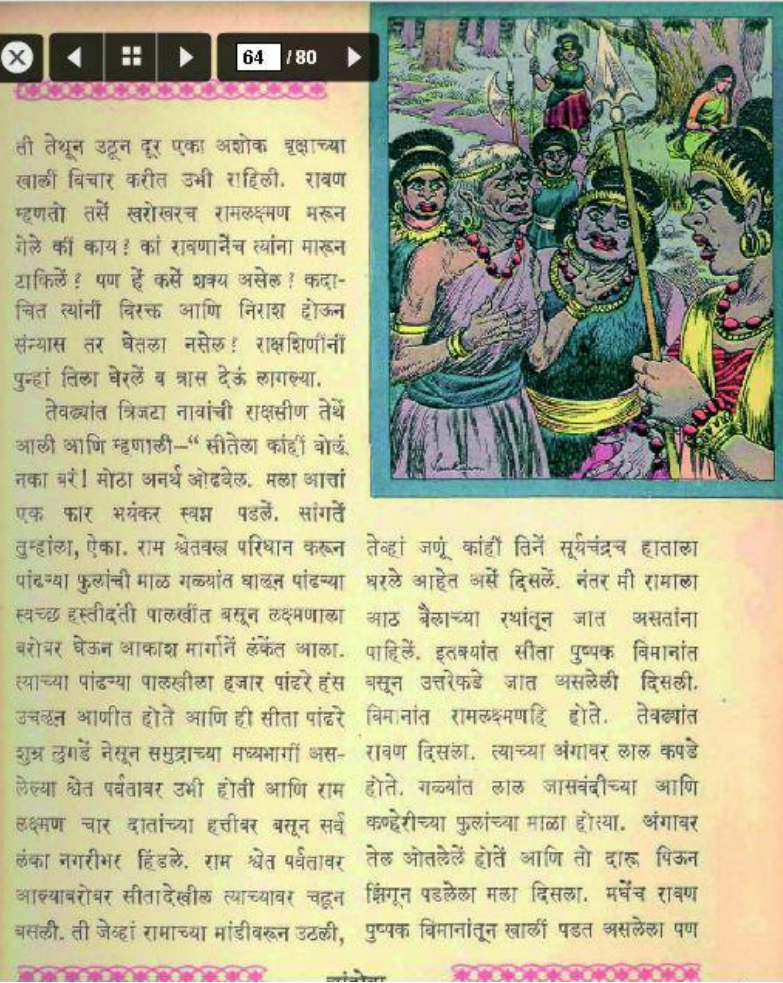 64 / 80
ती तेथून उठून दूर एका अशोक वृक्षाच्या
खालीं विचार करीत उभी राहिली. रावण
म्हणतो तसें खरोखरच रामलक्ष्मण मरून
गेले कीं काय? कां रावणानेंच त्यांना मारून
टाकिलें? पण हें कसें शक्य असेल? कदा-
चित त्यांनीं विरक्त आणि निराश होऊन
संन्यास तर घेतला नसेल? राक्षशिणींनीं
पुन्हां तिला घेरलें व त्रास देऊं लागल्या.
तेवढ्यांत त्रिजटा नावांची राक्षसीण तेथें
आली आणि म्हणाली–“ सीतेला कांहीं बोलूं
नका बरं! मोठा अनर्थ ओढवेल. मला आत्तां
एक फार भयंकर स्वप्न पडलें. सांगतें
तुम्हांला, ऐका. राम श्वेतवस्त्र परिधान करून
पांढऱ्या फुलांची माळ गळ्यांत घालून पांढऱ्या
स्वच्छ हस्तीदंती पालखींत बसून लक्ष्मणाला
बरोबर घेऊन आकाश मार्गानें लंकेंत आला.
त्याच्या पांढऱ्या पालखीला हजार पांढरे हंस
उचलून आणीत होते आणि ही सीता पांढरे
शुभ्र लुगडें नेसून समुद्राच्या मध्यभागीं अस-
लेल्या श्वेत पर्वतावर उभी होती आणि राम
लक्ष्मण चार दातांच्या हत्तीवर बसून सर्व
लंका नगरीभर हिंडले. राम श्वेत पर्वतावर
आल्याबरोबर सीतादेखील त्याच्यावर चढून
बसली. ती जेव्हां रामाच्या मांडीवरून उठली,
तेव्हां जणूं कांहीं तिनें सूर्यचंद्रच हाताला
धरले आहेत असें दिसलें. नंतर मी रामाला
आठ बैलाच्या रथांतून जात असतांना
पाहिलें. इतक्यांत सीता पुष्पक विमानांत
बसून उत्तरेकडे जात असलेली दिसली.
विमानांत रामलक्ष्मणहि होते. तेवढ्यांत
रावण दिसला. त्याच्या अंगावर लाल कपडे
होते. गळ्यांत लाल जासवंदीच्या आणि
कण्हेरीच्या फुलांच्या माळा होत्या. अंगावर
तेल ओतलेलें होतें आणि तो दारू पिऊन
झिंगून पडलेला मला दिसला. मधेंच रावण
पुष्पक विमानांतून खालीं पडत असलेला पण